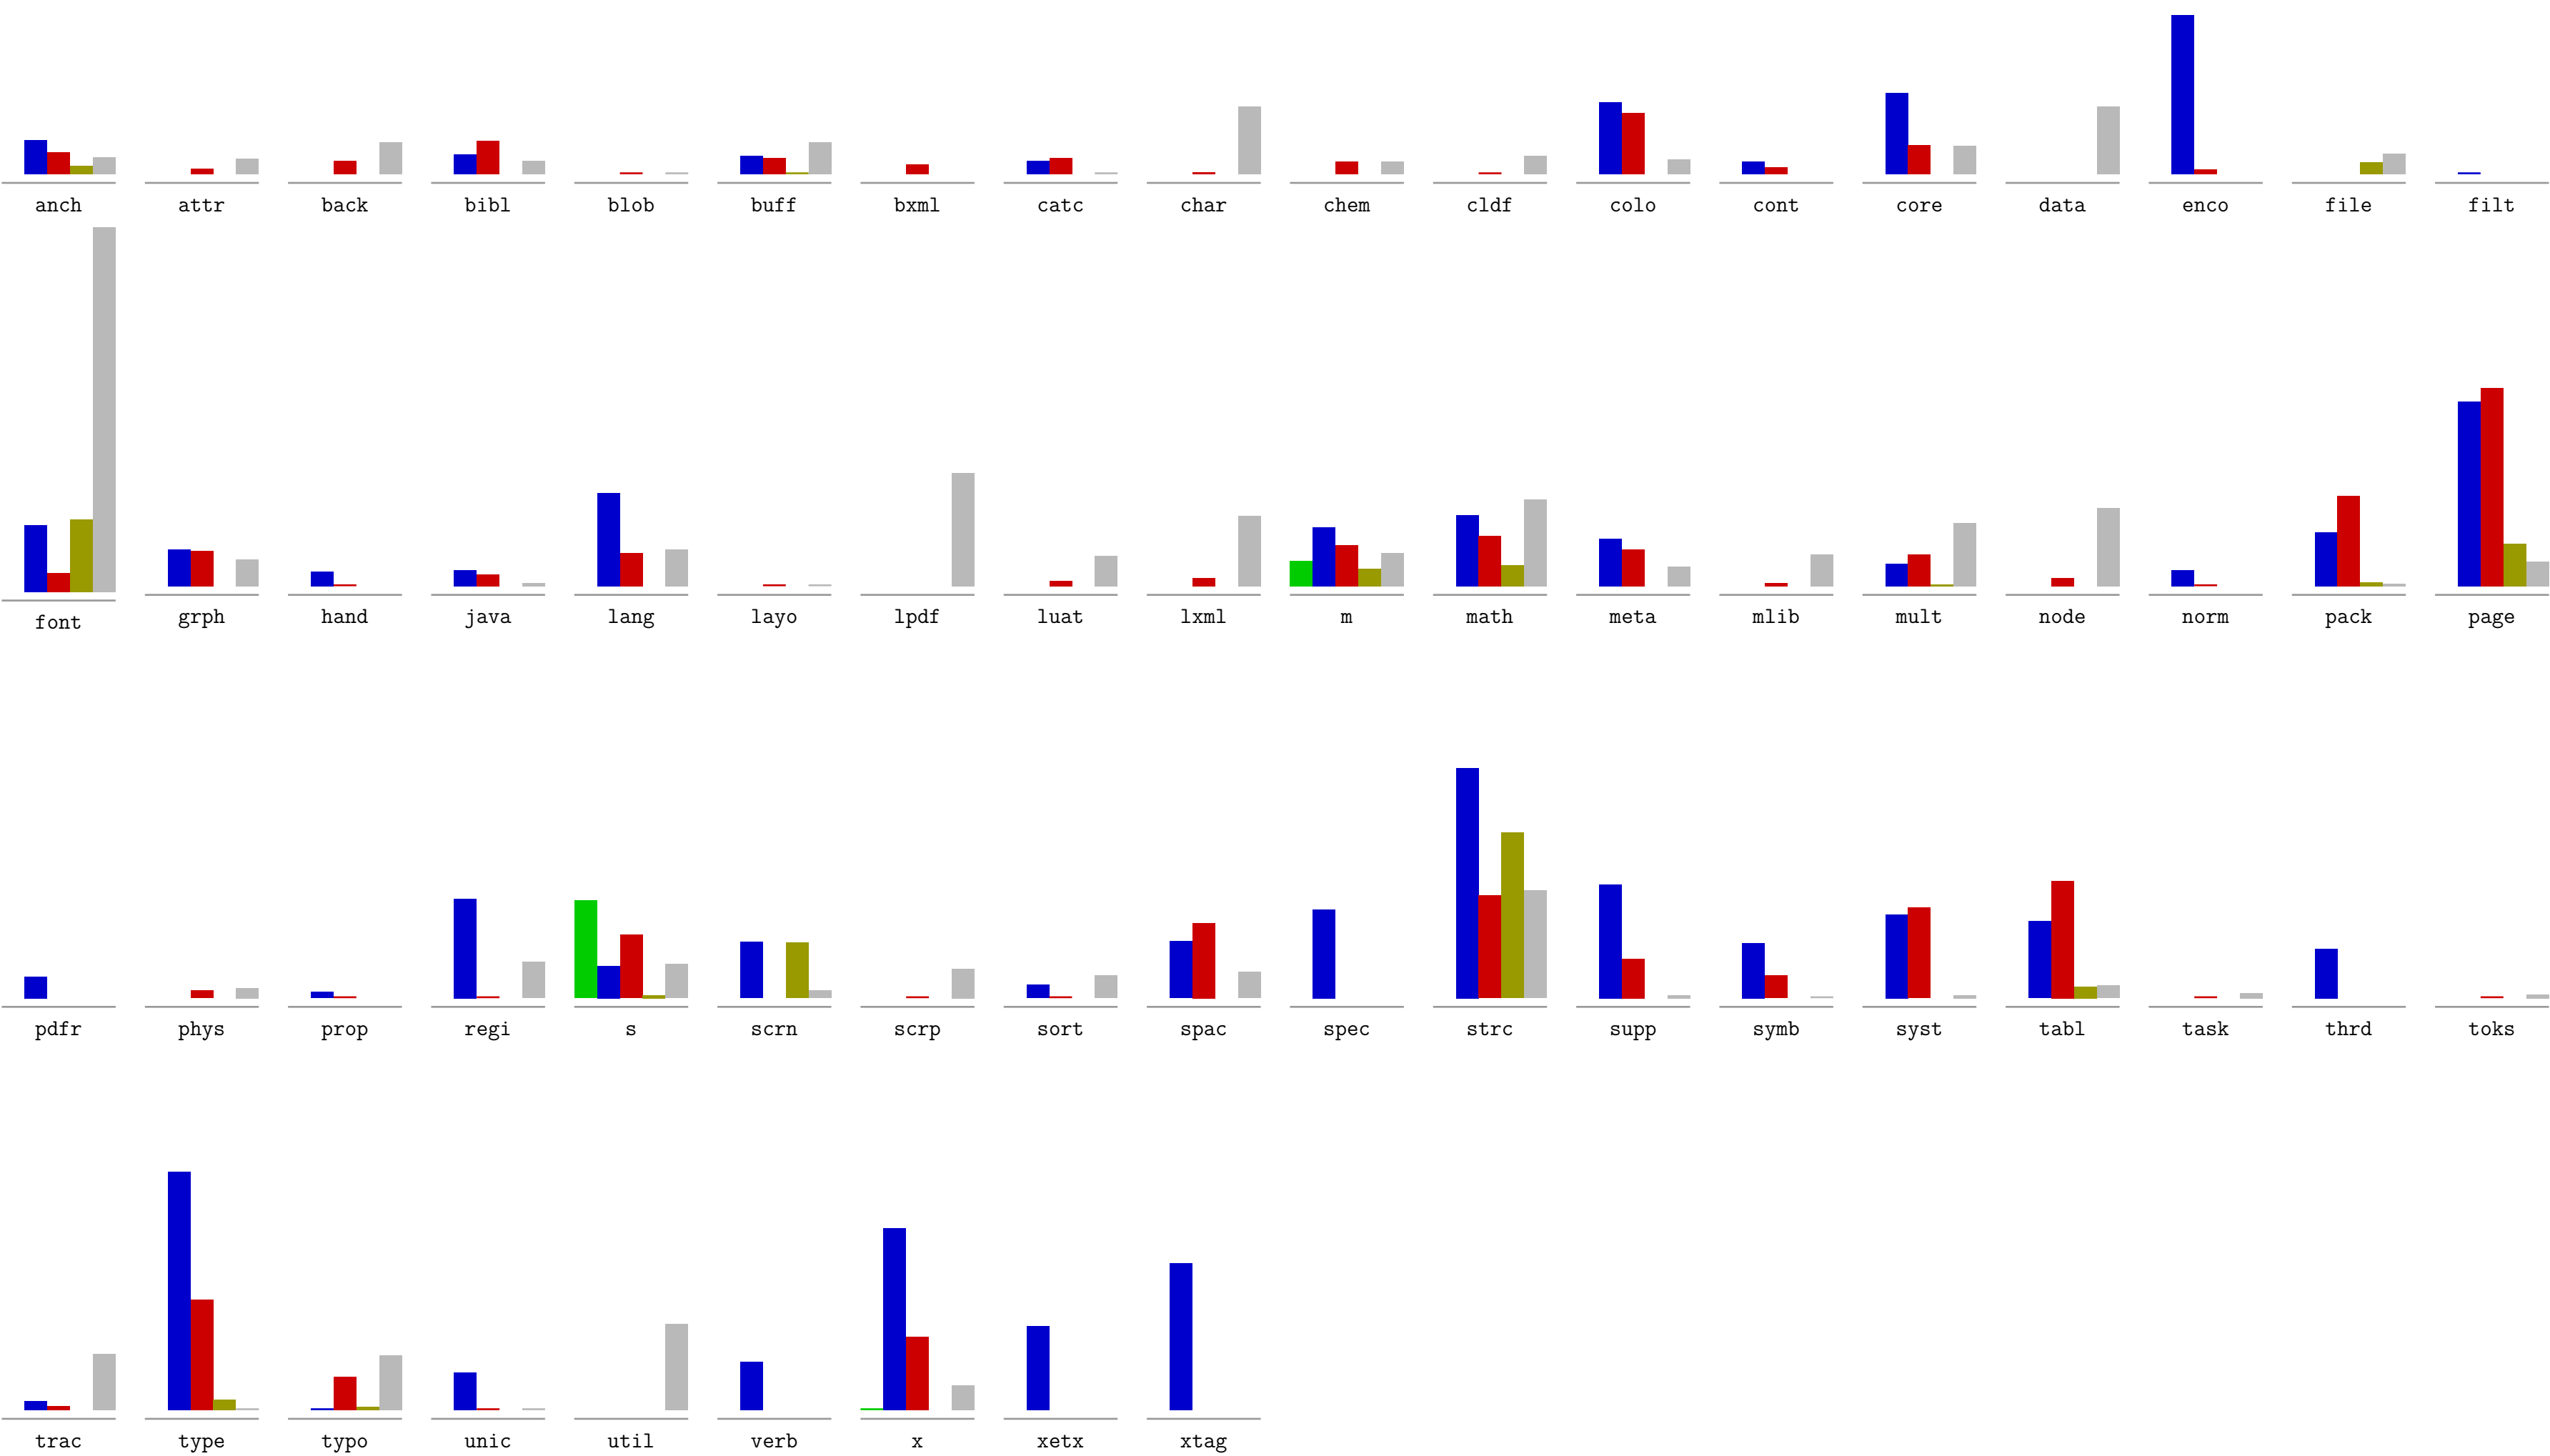 anch attr back bibl blob buff bxml catc char chem cldf colo cont core data enco file filt
font grph hand java lang layo lpdf luat lxml m math meta mlib mult node norm pack page
pdfr phys prop regi s scrn scrp sort spac spec strc supp symb syst tabl task thrd toks
trac type typo unic util verb x xetx xtag